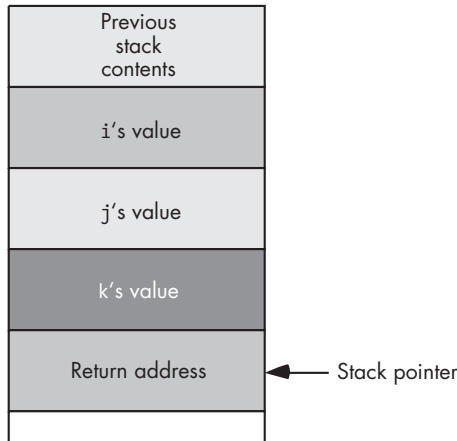 Previous
stack
contents
i‘s value
j‘s value
k‘s value
Return address
Stack pointer